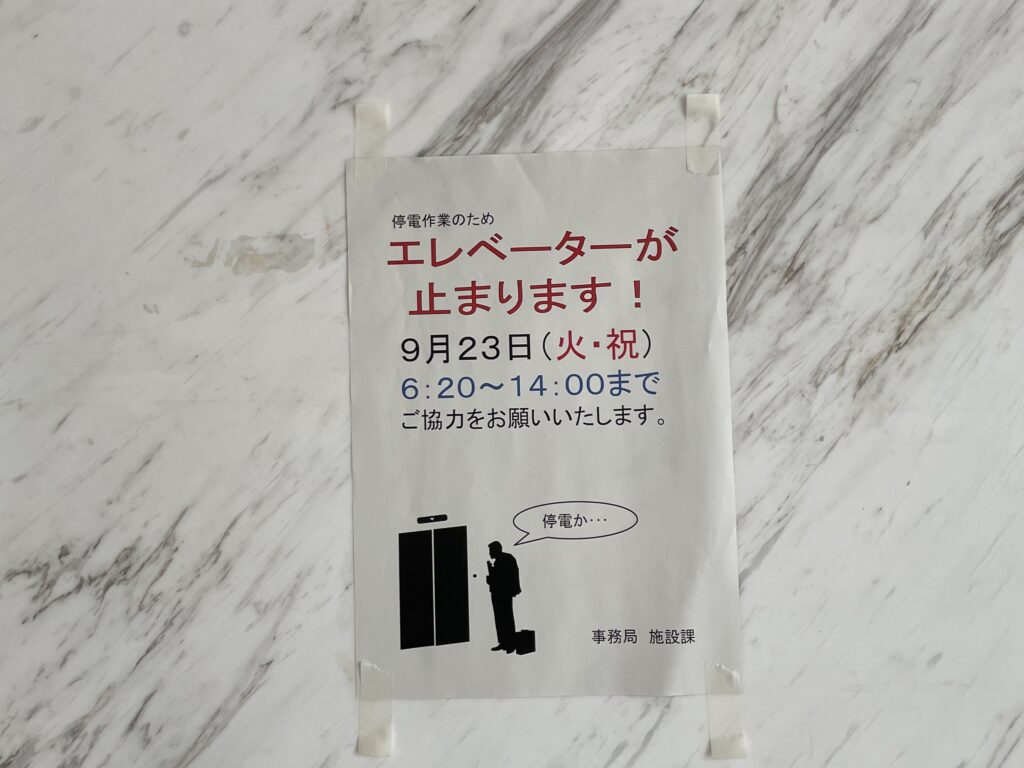 停電作業のため
エレベーターが
止まります！
9月23日（火・祝）
6：20～14：00まで
ご協力をお願いいたします。
停電か…
事務局　施設課